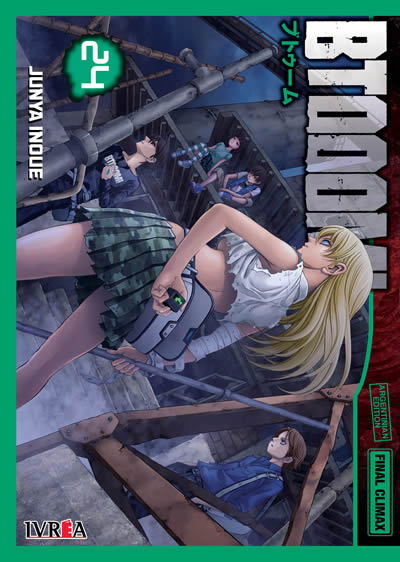 BTOOOM!
ブトゥーム
24
JUNYA INOUE
ARGENTINIAN
EDITION
FINAL CLIMAX
IVREA